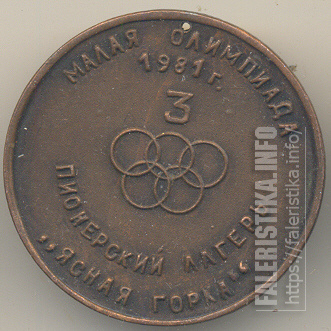 МАЛАЯ ОЛИМПИАДА
1981 г.
3
ПИОНЕРСКИЙ ЛАГЕРЬ
„ЯСНАЯ ГОРКА“
FALERISTIKA.INFO
https://faleristika.info/